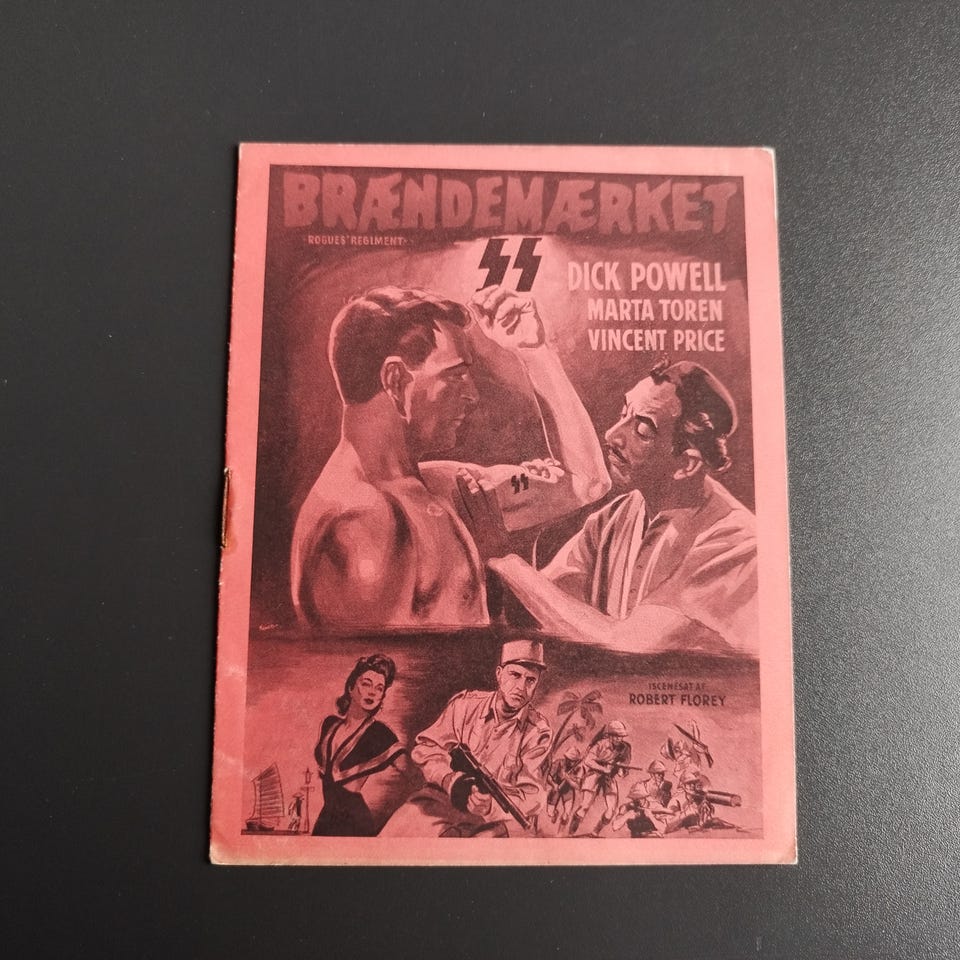 BRÆNDEMÆRKET
ROGUES' REGIMENT
SS
DICK POWELL
MARTA TOREN
VINCENT PRICE
SS
ISCENESAT AF
ROBERT FLOREY